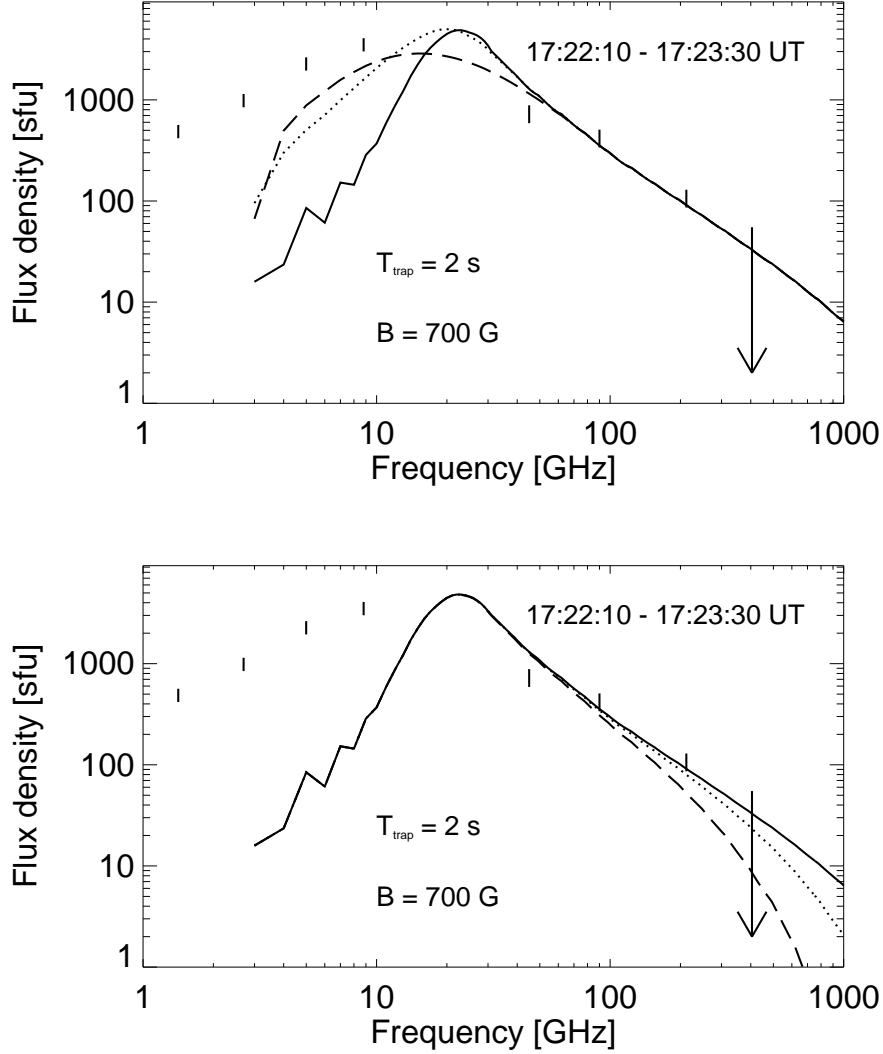 1000
100
10
1
Flux density [sfu]
17:22:10 - 17:23:30 UT
T_trap = 2 s
B = 700 G
1 10 100 1000
Frequency [GHz]
1000
100
10
1
Flux density [sfu]
17:22:10 - 17:23:30 UT
T_trap = 2 s
B = 700 G
1 10 100 1000
Frequency [GHz]